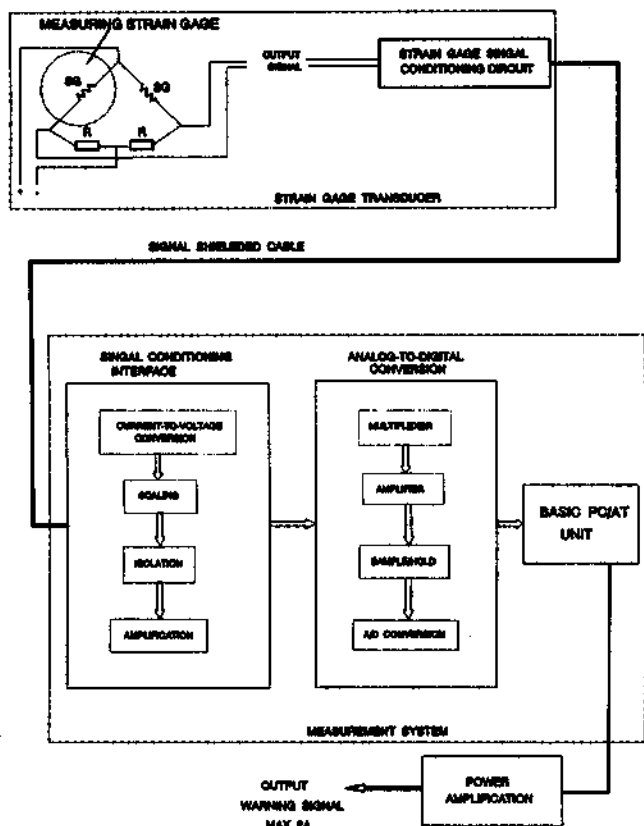 MEASURING STRAIN GAGE
SG
SG
R
R
OUTPUT
SIGNAL
STRAIN GAGE SINGAL
CONDITIONING CIRCUIT
STRAIN GAGE TRANSDUCER
SIGNAL SHIELEDED CABLE
SINGAL CONDITIONING
INTERFACE
CURRENT-TO-VOLTAGE
CONVERSION
SCALING
ISOLATION
AMPLIFICATION
ANALOG-TO-DIGITAL
CONVERSION
AMPLIFIER
SAMPLE/HOLD
A/D CONVERSION
BASIC PC/AT
UNIT
MEASUREMENT SYSTEM
POWER
AMPLIFICATION
OUTPUT
WARNING SIGNAL
MAX